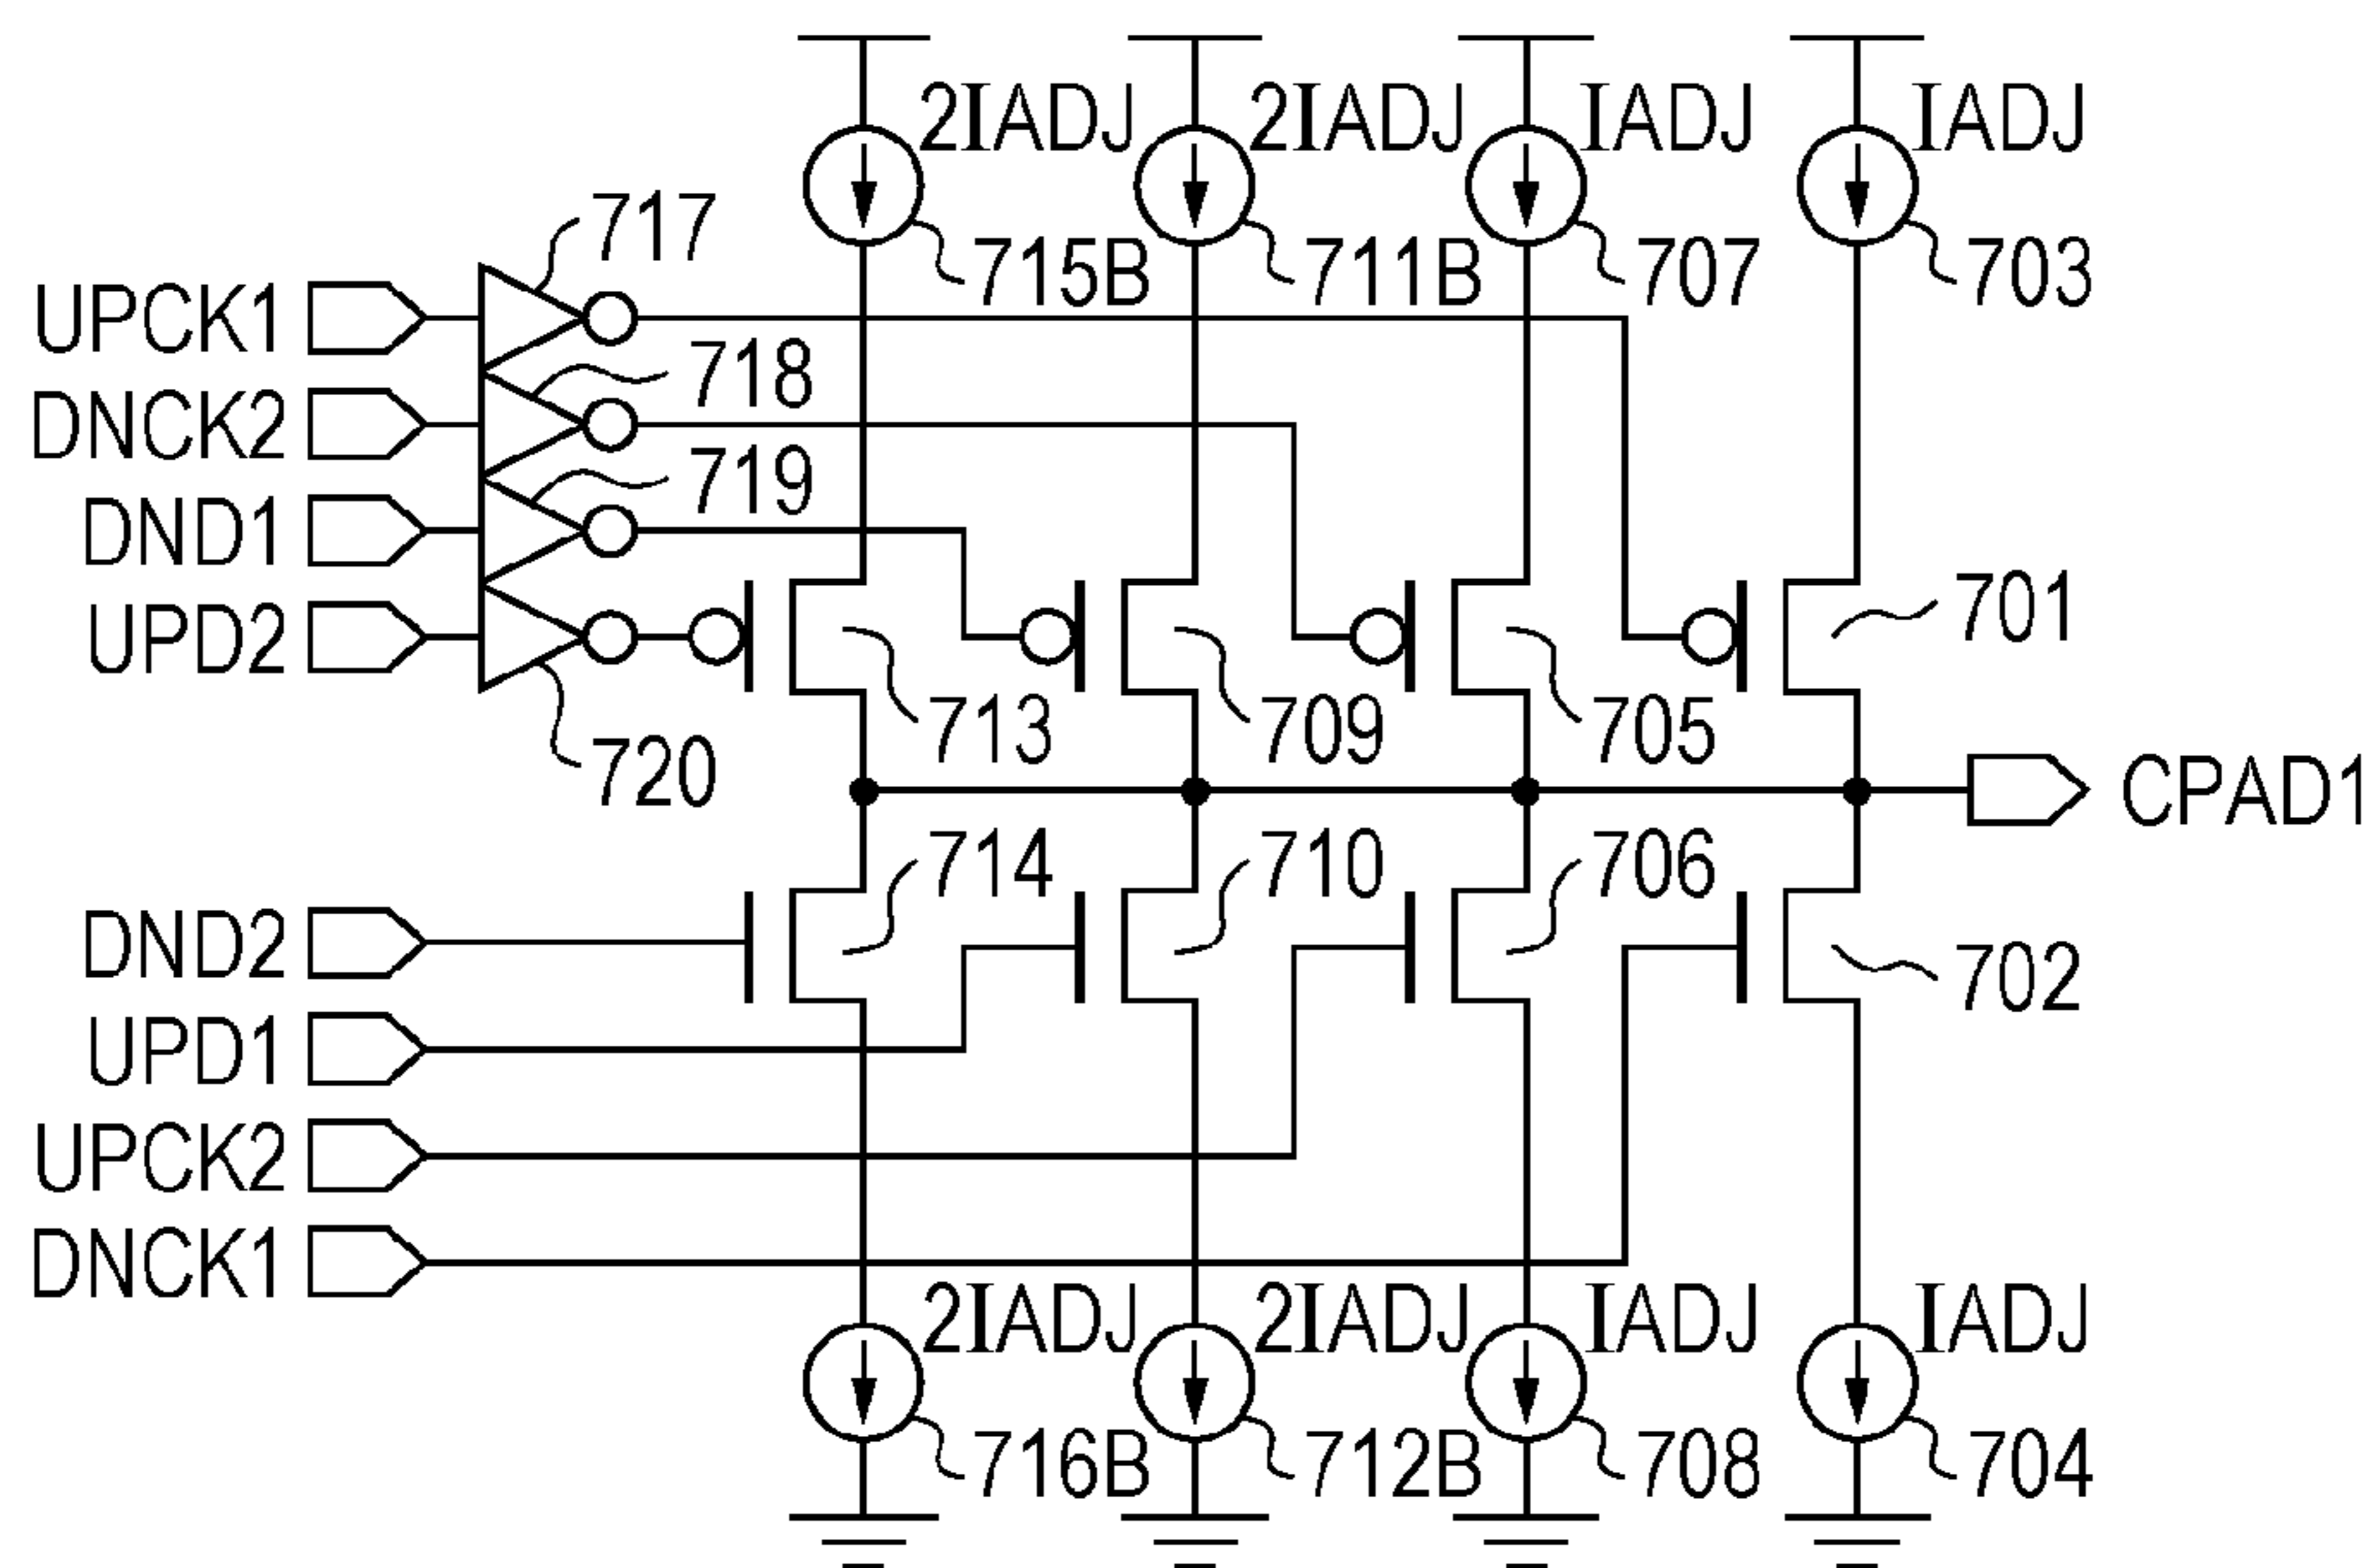 2IADJ 2IADJ IADJ IADJ
717
715B 711B 707 703
UPCK1
718
DNCK2
719
DND1
701
UPD2
713 709 705
720
CPAD1
714 710 706
DND2
702
UPD1
UPCK2
DNCK1
2IADJ 2IADJ IADJ IADJ
716B 712B 708 704